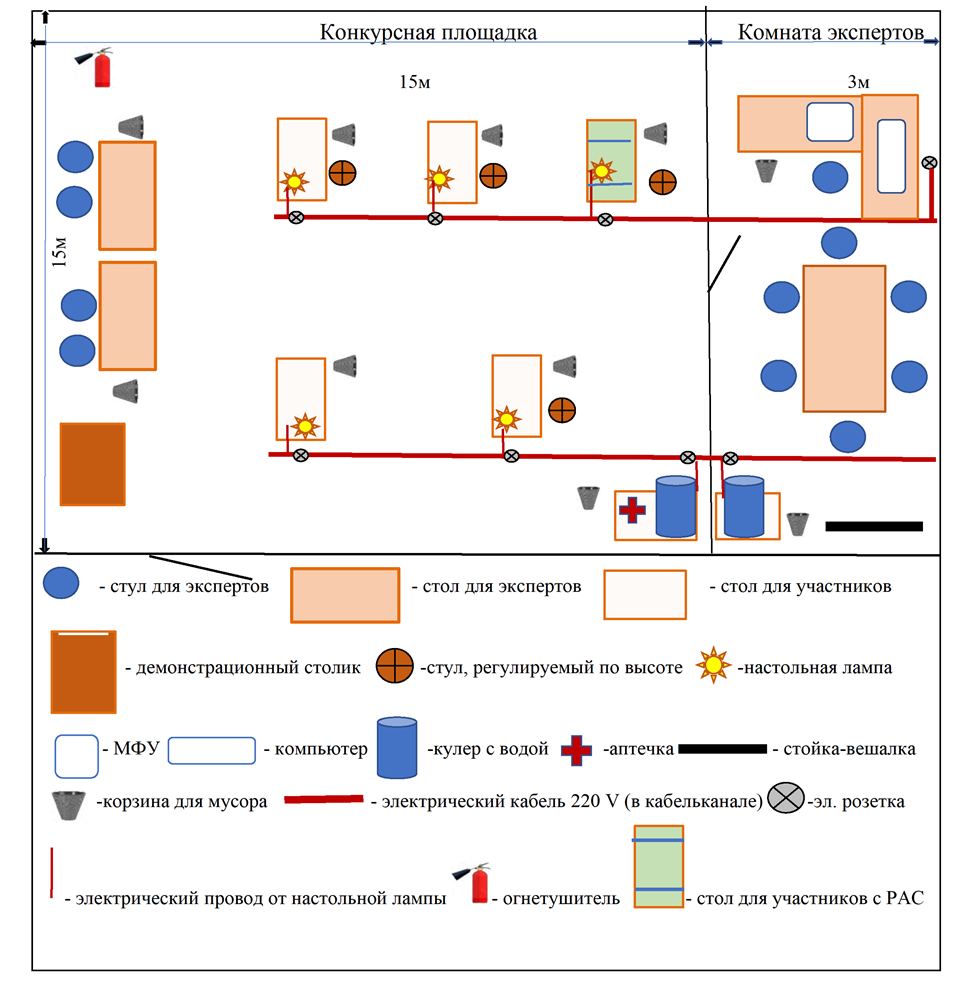 Конкурсная площадка
Комната экспертов
15м
3м
15м
- стул для экспертов
- стол для экспертов
- стол для участников
- демонстрационный столик
-стул, регулируемый по высоте
-настольная лампа
- МФУ
- компьютер
-кулер с водой
-аптечка
- стойка-вешалка
-корзина для мусора
- электрический кабель 220 V (в кабельканале)
-эл. розетка
- электрический провод от настольной лампы
- огнетушитель
- стол для участников с РАС